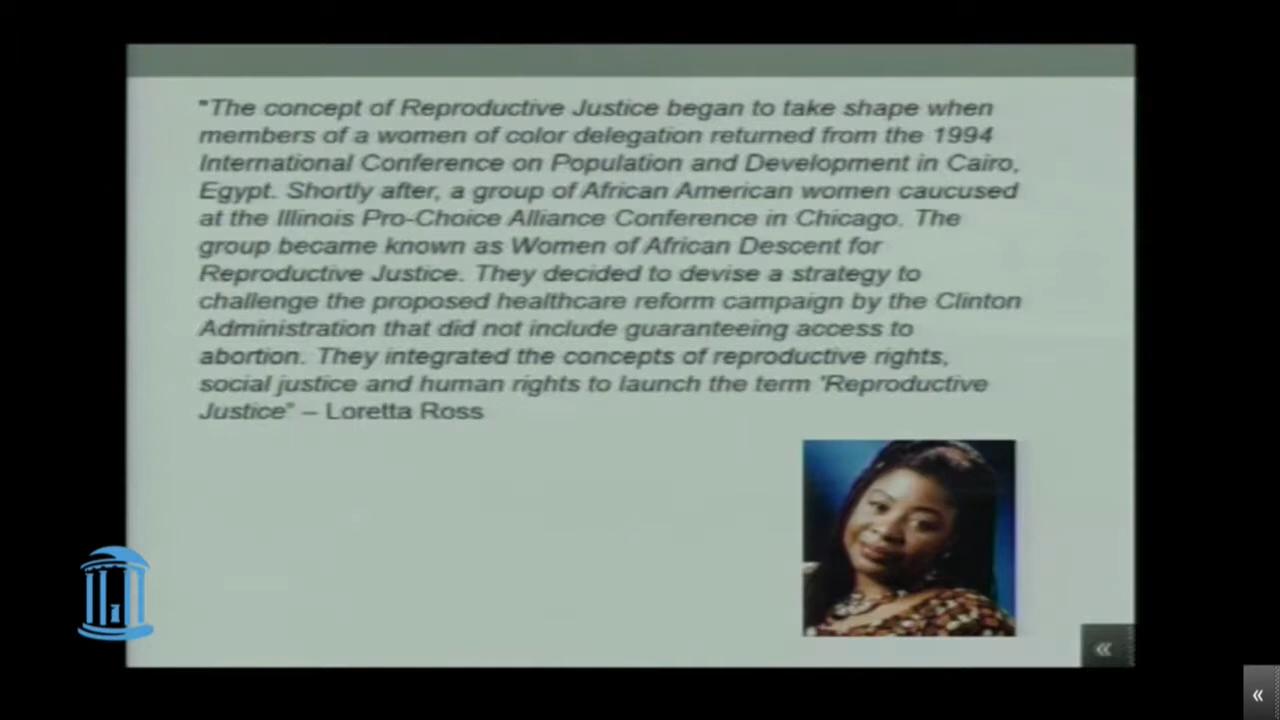 "The concept of Reproductive Justice began to take shape when
members of a women of color delegation returned from the 1994
International Conference on Population and Development in Cairo,
Egypt. Shortly after, a group of African American women caucused
at the Illinois Pro-Choice Alliance Conference in Chicago. The
group became known as Women of African Descent for
Reproductive Justice. They decided to devise a strategy to
challenge the proposed healthcare reform campaign by the Clinton
Administration that did not include guaranteeing access to
abortion. They integrated the concepts of reproductive rights,
social justice and human rights to launch the term 'Reproductive
Justice" – Loretta Ross
«
«